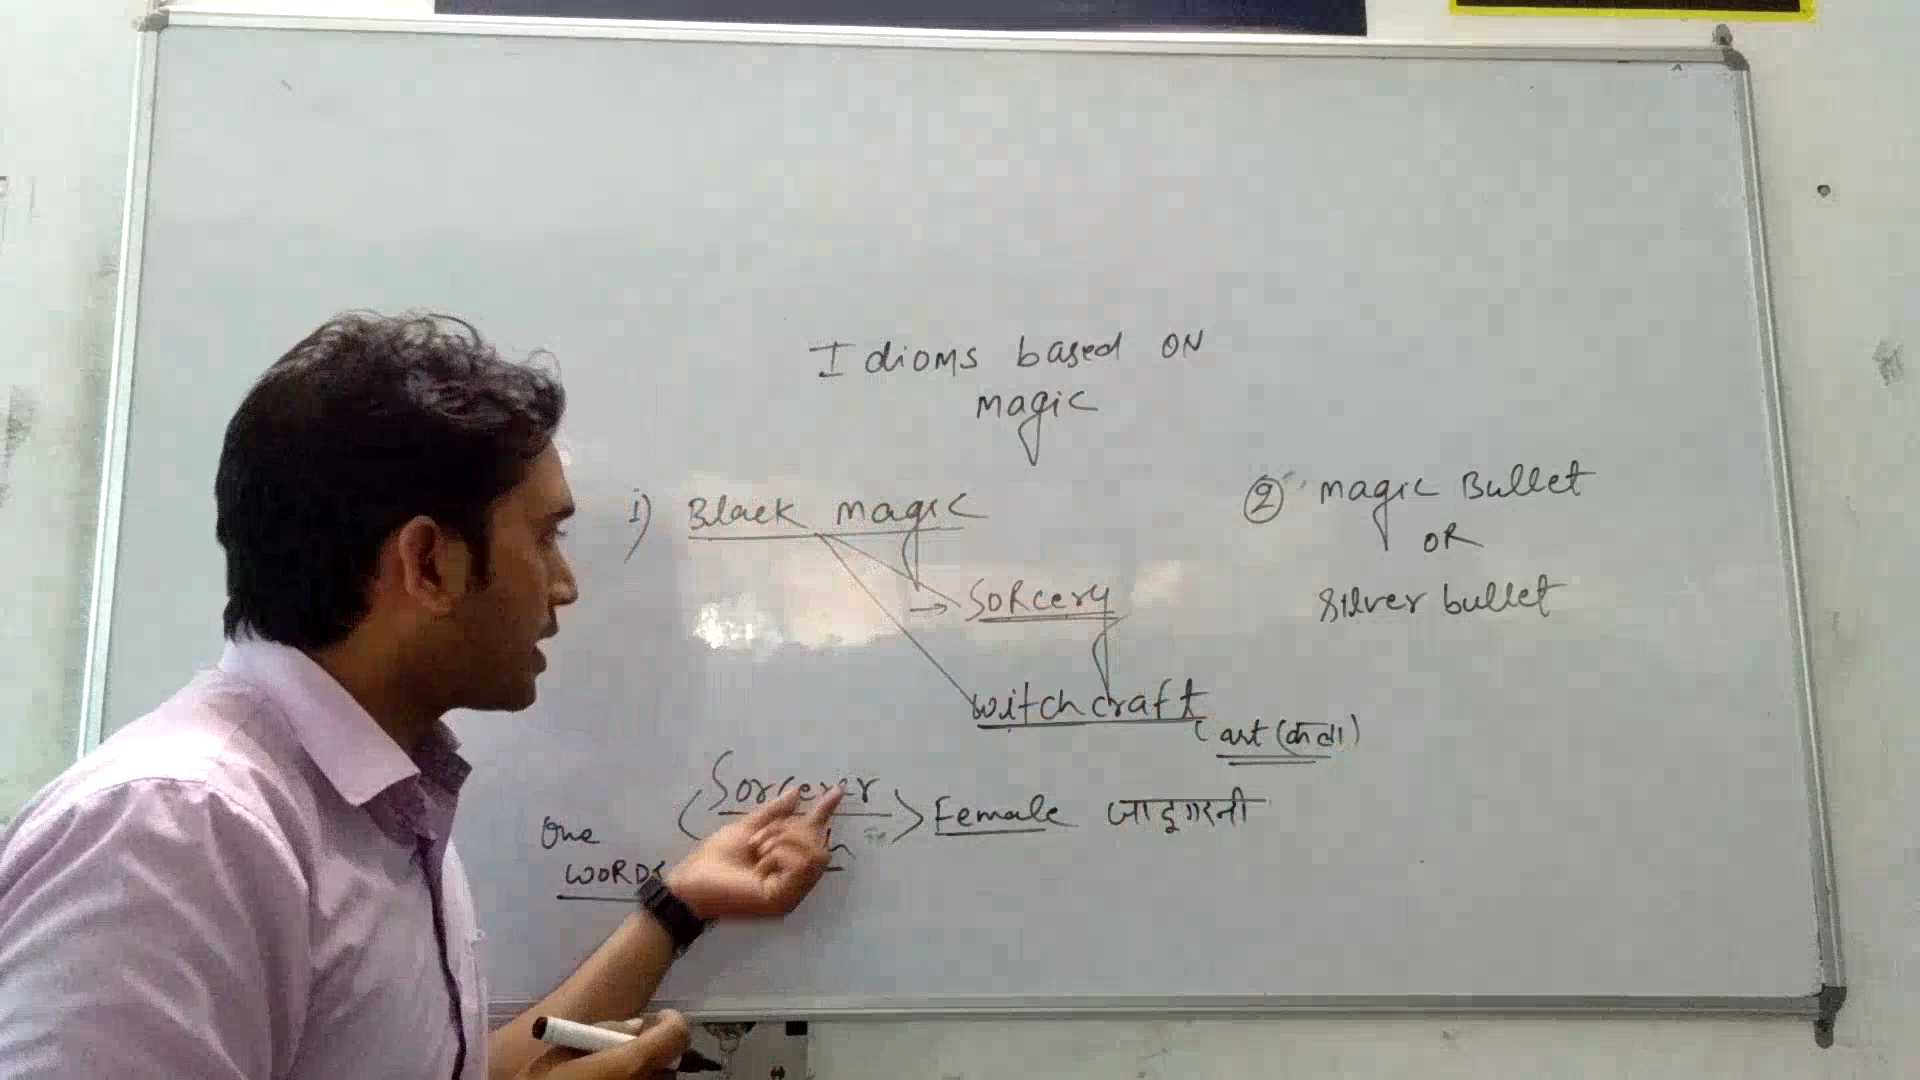 Idioms based ON
magic
i) Black magic
→ Sorcery
witchcraft
(art (कला)
Sorcerer
Female जादूगरनी
One
WORDS
② magic Bullet
OR
silver bullet